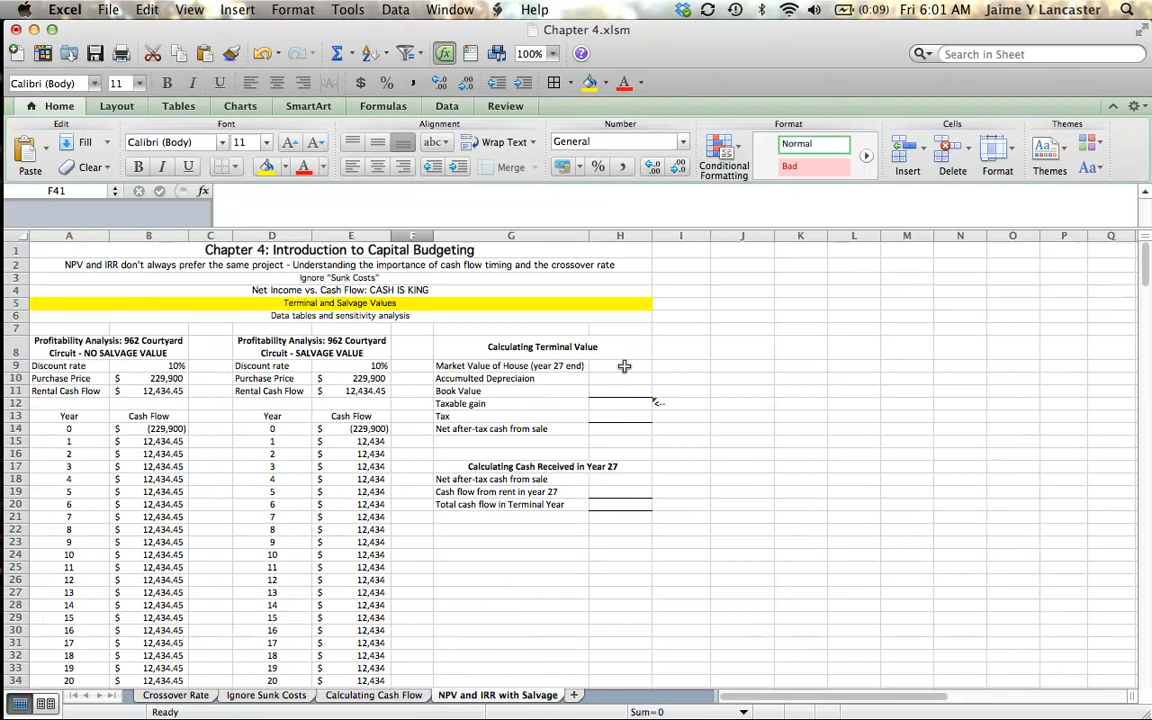 Excel File Edit View Insert Format Tools Data Window Help (0:09) Fri 6:01 AM Jaime Y Lancaster
Chapter 4.xlsm
100% Search in Sheet
Calibri (Body) 11
Home Layout Tables Charts SmartArt Formulas Data Review
Edit Font Alignment Number Format Cells Themes
Paste Fill Clear Calibri (Body) 11 abc Wrap Text Merge General Conditional Formatting Normal Bad Insert Delete Format Themes Aa
F41 fx
A B C D E F G H I J K L M N O P Q
1 Chapter 4: Introduction to Capital Budgeting
2 NPV and IRR don't always prefer the same project - Understanding the importance of cash flow timing and the crossover rate
3 Ignore "Sunk Costs"
4 Net Income vs. Cash Flow: CASH IS KING
5 Terminal and Salvage Values
6 Data tables and sensitivity analysis
7
8 Profitability Analysis: 962 Courtyard Circuit - NO SALVAGE VALUE Profitability Analysis: 962 Courtyard Circuit - SALVAGE VALUE Calculating Terminal Value
9 Discount rate 10% Discount rate 10% Market Value of House (year 27 end)
10 Purchase Price $ 229,900 Purchase Price $ 229,900 Accumulted Depreciaion
11 Rental Cash Flow $ 12,434.45 Rental Cash Flow $ 12,434.45 Book Value
12 Taxable gain <--
13 Year Cash Flow Year Cash Flow Tax
14 0 $ (229,900) 0 $ (229,900) Net after-tax cash from sale
15 1 $ 12,434.45 1 $ 12,434
16 2 $ 12,434.45 2 $ 12,434
17 3 $ 12,434.45 3 $ 12,434 Calculating Cash Received in Year 27
18 4 $ 12,434.45 4 $ 12,434 Net after-tax cash from sale
19 5 $ 12,434.45 5 $ 12,434 Cash flow from rent in year 27
20 6 $ 12,434.45 6 $ 12,434 Total cash flow in Terminal Year
21 7 $ 12,434.45 7 $ 12,434
22 8 $ 12,434.45 8 $ 12,434
23 9 $ 12,434.45 9 $ 12,434
24 10 $ 12,434.45 10 $ 12,434
25 11 $ 12,434.45 11 $ 12,434
26 12 $ 12,434.45 12 $ 12,434
27 13 $ 12,434.45 13 $ 12,434
28 14 $ 12,434.45 14 $ 12,434
29 15 $ 12,434.45 15 $ 12,434
30 16 $ 12,434.45 16 $ 12,434
31 17 $ 12,434.45 17 $ 12,434
32 18 $ 12,434.45 18 $ 12,434
33 19 $ 12,434.45 19 $ 12,434
34 20 $ 12,434.45 20 $ 12,434
Crossover Rate Ignore Sunk Costs Calculating Cash Flow NPV and IRR with Salvage +
Ready Sum=0